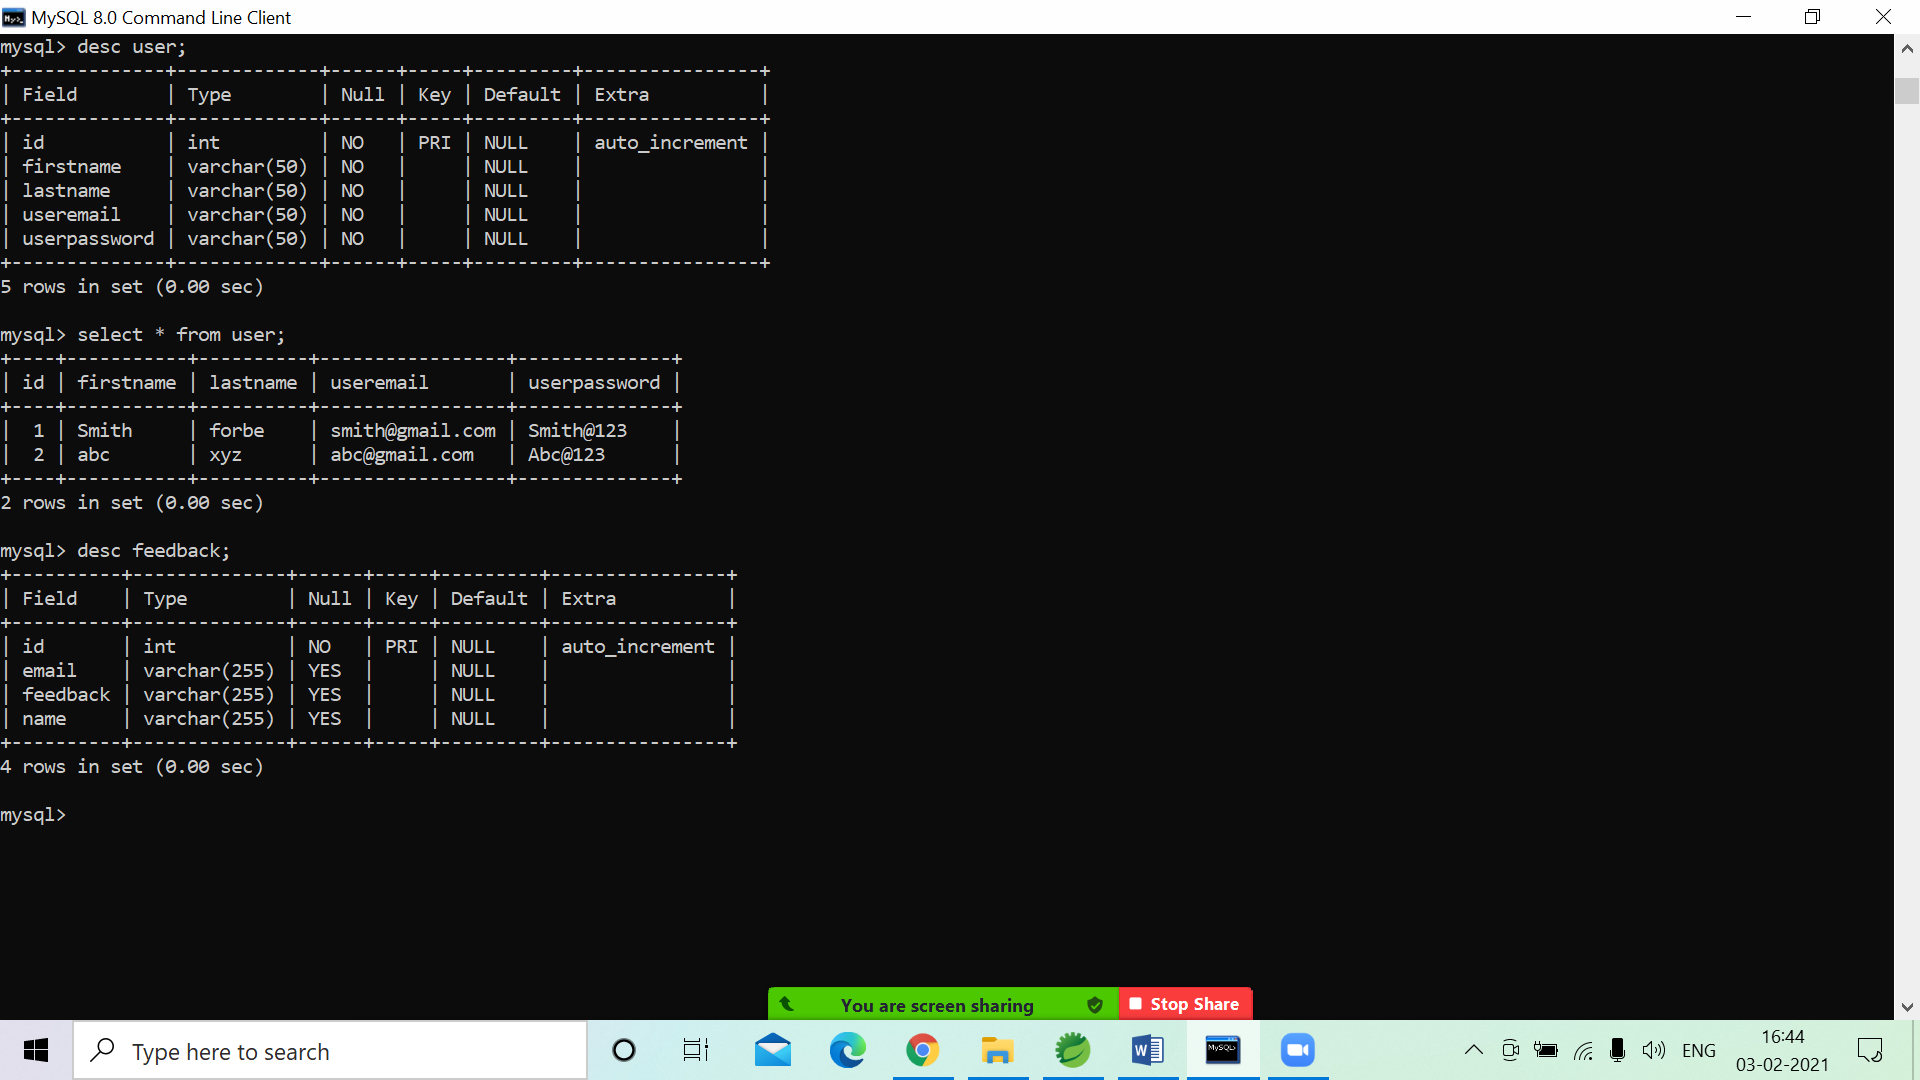 MySQL 8.0 Command Line Client
mysql> desc user;
+--------------+-------------+------+-----+---------+----------------+
| Field        | Type        | Null | Key | Default | Extra          |
+--------------+-------------+------+-----+---------+----------------+
| id           | int         | NO   | PRI | NULL    | auto_increment |
| firstname    | varchar(50) | NO   |     | NULL    |                |
| lastname     | varchar(50) | NO   |     | NULL    |                |
| useremail    | varchar(50) | NO   |     | NULL    |                |
| userpassword | varchar(50) | NO   |     | NULL    |                |
+--------------+-------------+------+-----+---------+----------------+
5 rows in set (0.00 sec)
mysql> select * from user;
+----+-----------+----------+-----------------+--------------+
| id | firstname | lastname | useremail       | userpassword |
+----+-----------+----------+-----------------+--------------+
|  1 | Smith     | forbe    | smith@gmail.com | Smith@123    |
|  2 | abc       | xyz      | abc@gmail.com   | Abc@123      |
+----+-----------+----------+-----------------+--------------+
2 rows in set (0.00 sec)
mysql> desc feedback;
+----------+--------------+------+-----+---------+----------------+
| Field    | Type         | Null | Key | Default | Extra          |
+----------+--------------+------+-----+---------+----------------+
| id       | int          | NO   | PRI | NULL    | auto_increment |
| email    | varchar(255) | YES  |     | NULL    |                |
| feedback | varchar(255) | YES  |     | NULL    |                |
| name     | varchar(255) | YES  |     | NULL    |                |
+----------+--------------+------+-----+---------+----------------+
4 rows in set (0.00 sec)
mysql>
You are screen sharing Stop Share
Type here to search
MySQL>
ENG
16:44
03-02-2021